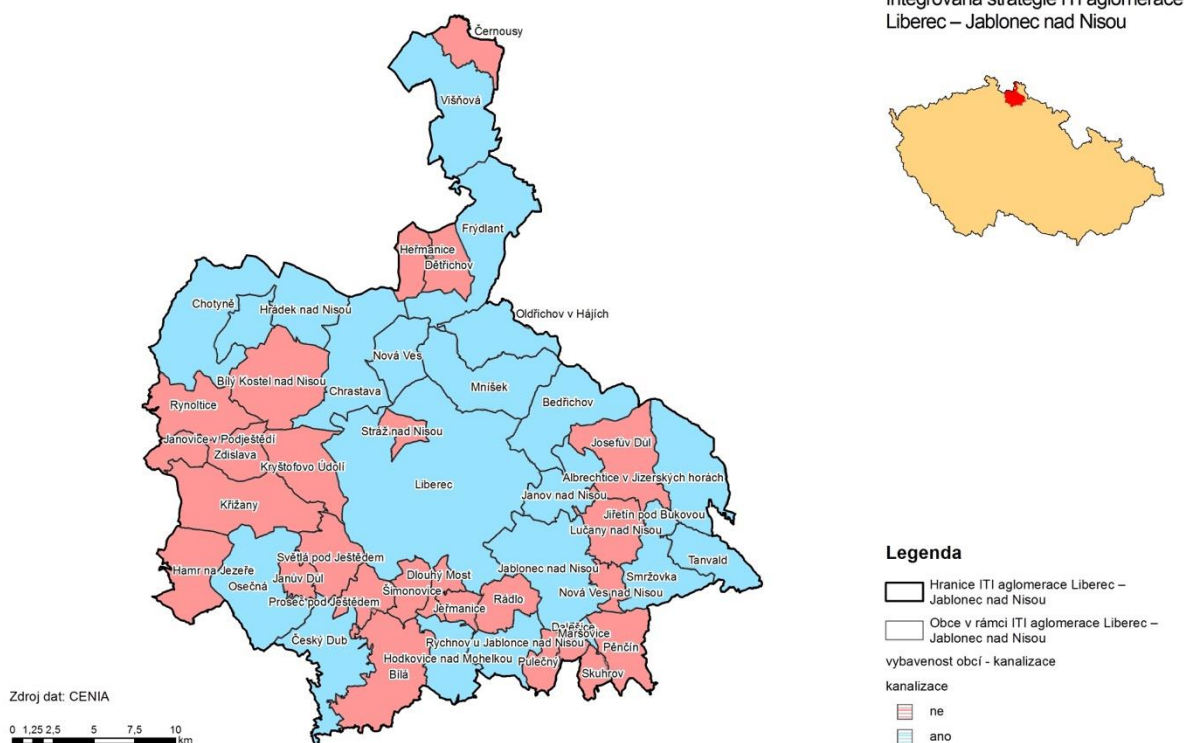 Integrovaná strategie ITI aglomerace
Liberec – Jablonec nad Nisou
Černousy
Višňová
Frýdlant
Heřmanice
Dětřichov
Chotyně
Hrádek nad Nisou
Oldřichov v Hájích
Nová Ves
Mníšek
Bílý Kostel nad Nisou
Chrastava
Bedřichov
Rynoltice
Stráž nad Nisou
Josefův Důl
Janovice v Podještědí
Zdislava
Kryštofovo Údolí
Liberec
Albrechtice v Jizerských horách
Janov nad Nisou
Křižany
Jiřetín pod Bukovou
Lučany nad Nisou
Světlá pod Ještědem
Tanvald
Hamr na Jezeře
Dlouhý Most
Jablonec nad Nisou
Smržovka
Janův Důl
Osečná
Šimonovice
Nová Ves nad Nisou
Proseč pod Ještědem
Jeřmanice
Rádlo
Český Dub
Dalešice
Rychnov u Jablonce nad Nisou
Maršovice
Pěnčín
Hodkovice nad Mohelkou
Pulečný
Bílá
Skuhrov
Legenda
Hranice ITI aglomerace Liberec –
Jablonec nad Nisou
Obce v rámci ITI aglomerace Liberec –
Jablonec nad Nisou
vybavenost obcí - kanalizace
kanalizace
ne
ano
Zdroj dat: CENIA
0 1,25 2,5 5 7,5 10
km